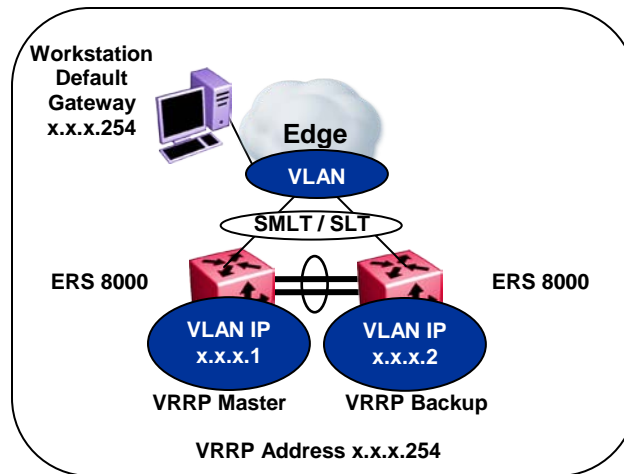 Workstation
Default
Gateway
x.x.x.254
Edge
VLAN
SMLT / SLT
ERS 8000
ERS 8000
VLAN IP
x.x.x.1
VLAN IP
x.x.x.2
VRRP Master
VRRP Backup
VRRP Address x.x.x.254